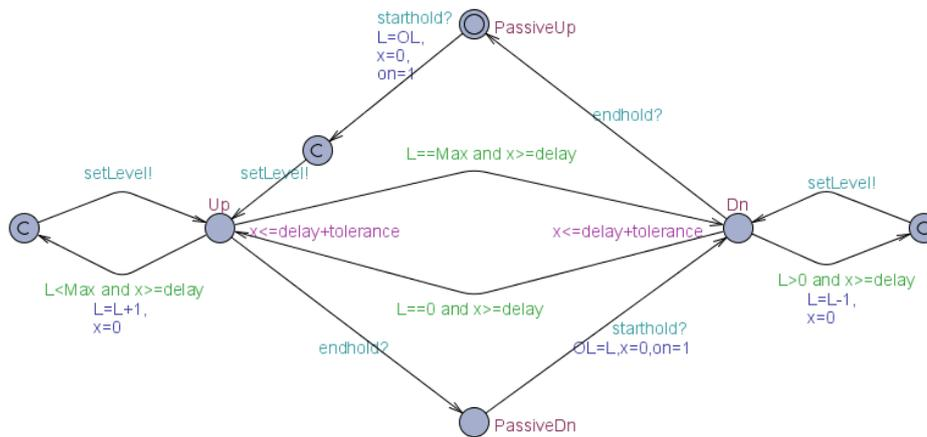 starthold?
PassiveUp
L=OL,
x=0,
on=1
endhold?
C
L==Max and x>=delay
setLevel!
setLevel!
setLevel!
Up
Dn
C
x<=delay+tolerance
x<=delay+tolerance
C
L<Max and x>=delay
L=L+1,
x=0
L==0 and x>=delay
L>0 and x>=delay
L=L-1,
x=0
starthold?
endhold?
OL=L,x=0,on=1
PassiveDn